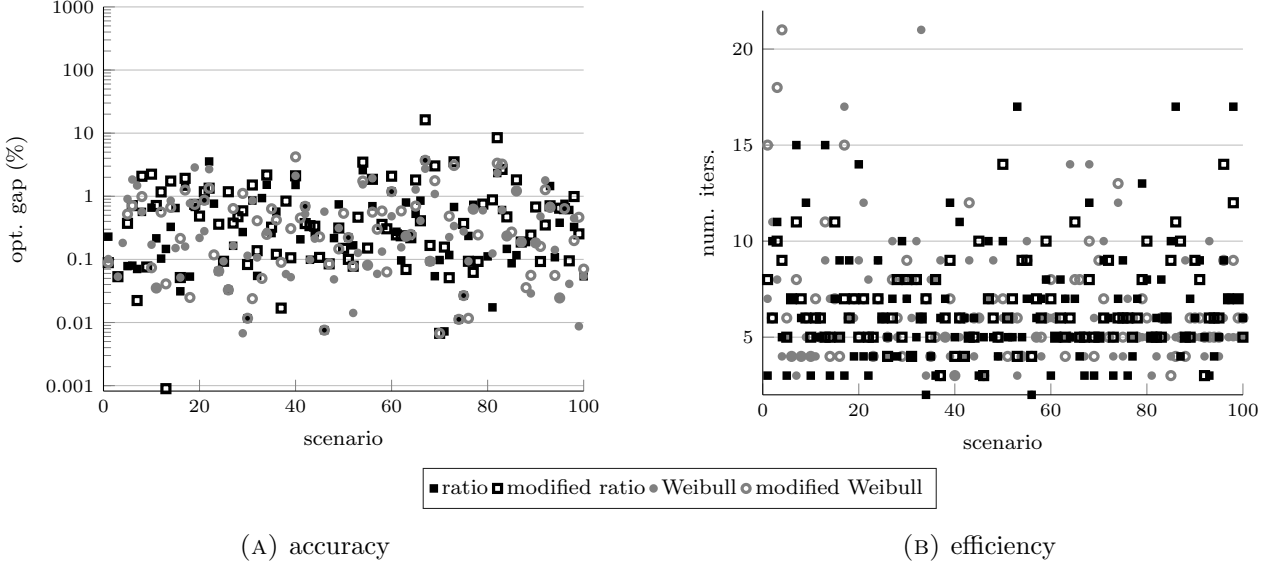 1000
100
10
1
0.1
0.01
0.001
opt. gap (%)
0 20 40 60 80 100
scenario
20
15
10
5
num. iters.
0 20 40 60 80 100
scenario
ratio modified ratio Weibull modified Weibull
(A) accuracy
(B) efficiency